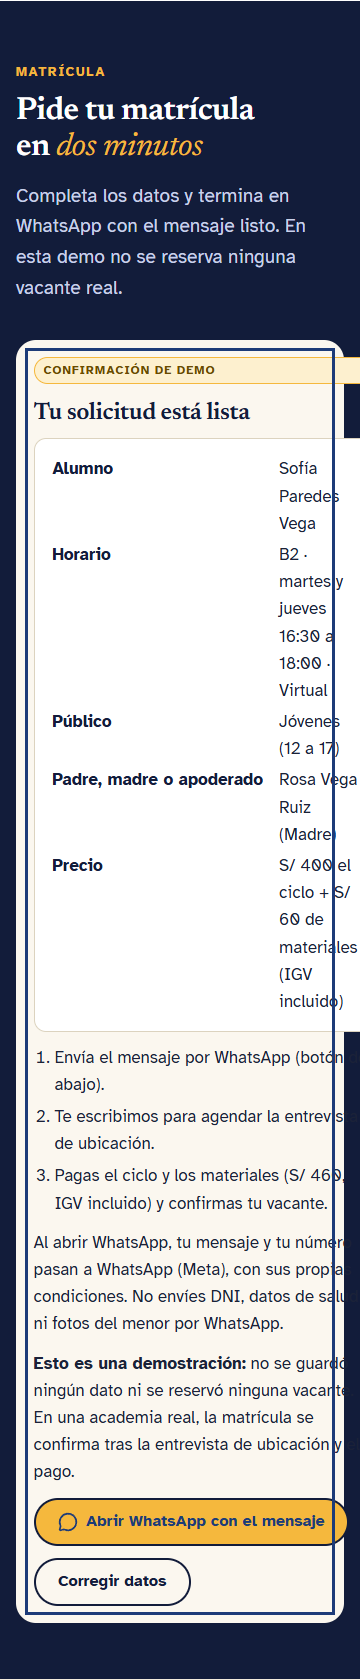 MATRÍCULA
Pide tu matrícula
en dos minutos
Completa los datos y termina en
WhatsApp con el mensaje listo. En
esta demo no se reserva ninguna
vacante real.
CONFIRMACIÓN DE DEMO
Tu solicitud está lista
Alumno Sofía
Paredes
Vega
Horario B2 ·
martes y
jueves
16:30 a
18:00 ·
Virtual
Público Jóvenes
(12 a 17)
Padre, madre o apoderado Rosa Vega
Ruiz
(Madre)
Precio S/ 400 el
ciclo + S/
60 de
materiales
(IGV
incluido)
1. Envía el mensaje por WhatsApp (botón
abajo).
2. Te escribimos para agendar la entrevis
de ubicación.
3. Pagas el ciclo y los materiales (S/ 460,
IGV incluido) y confirmas tu vacante.
Al abrir WhatsApp, tu mensaje y tu número
pasan a WhatsApp (Meta), con sus propia
condiciones. No envíes DNI, datos de salu
ni fotos del menor por WhatsApp.
Esto es una demostración: no se guardó
ningún dato ni se reservó ninguna vacante
En una academia real, la matrícula se
confirma tras la entrevista de ubicación y
pago.
Abrir WhatsApp con el mensaje
Corregir datos